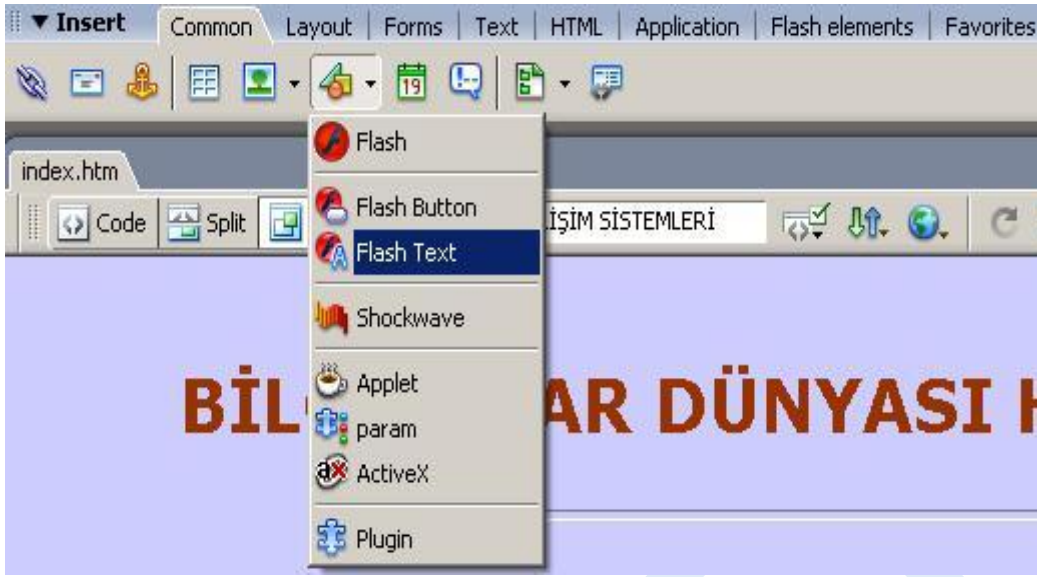 Insert Common Layout Forms Text HTML Application Flash elements Favorites
19
Flash
index.htm
Flash Button
Code Split İŞİM SİSTEMLERİ
Flash Text
Shockwave
Applet
BİL AR DÜNYASI
param
ActiveX
Plugin